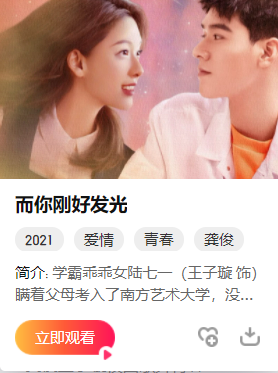 而你刚好发光
2021 爱情 青春 龚俊
简介: 学霸乖乖女陆七一（王子璇 饰）
瞒着父母考入了南方艺术大学，没...
立即观看